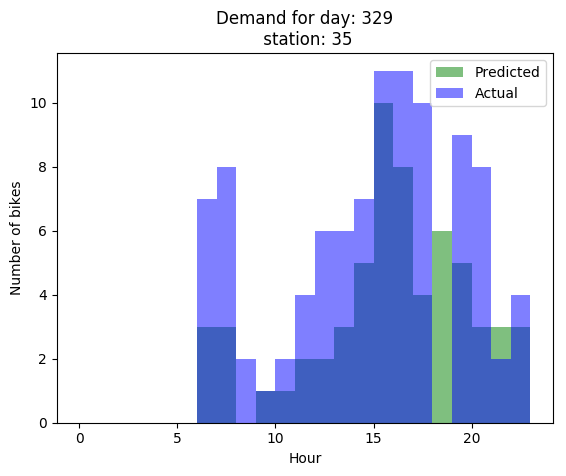 Demand for day: 329
station: 35
Predicted
Actual
Number of bikes
10
8
6
4
2
0
0 5 10 15 20
Hour